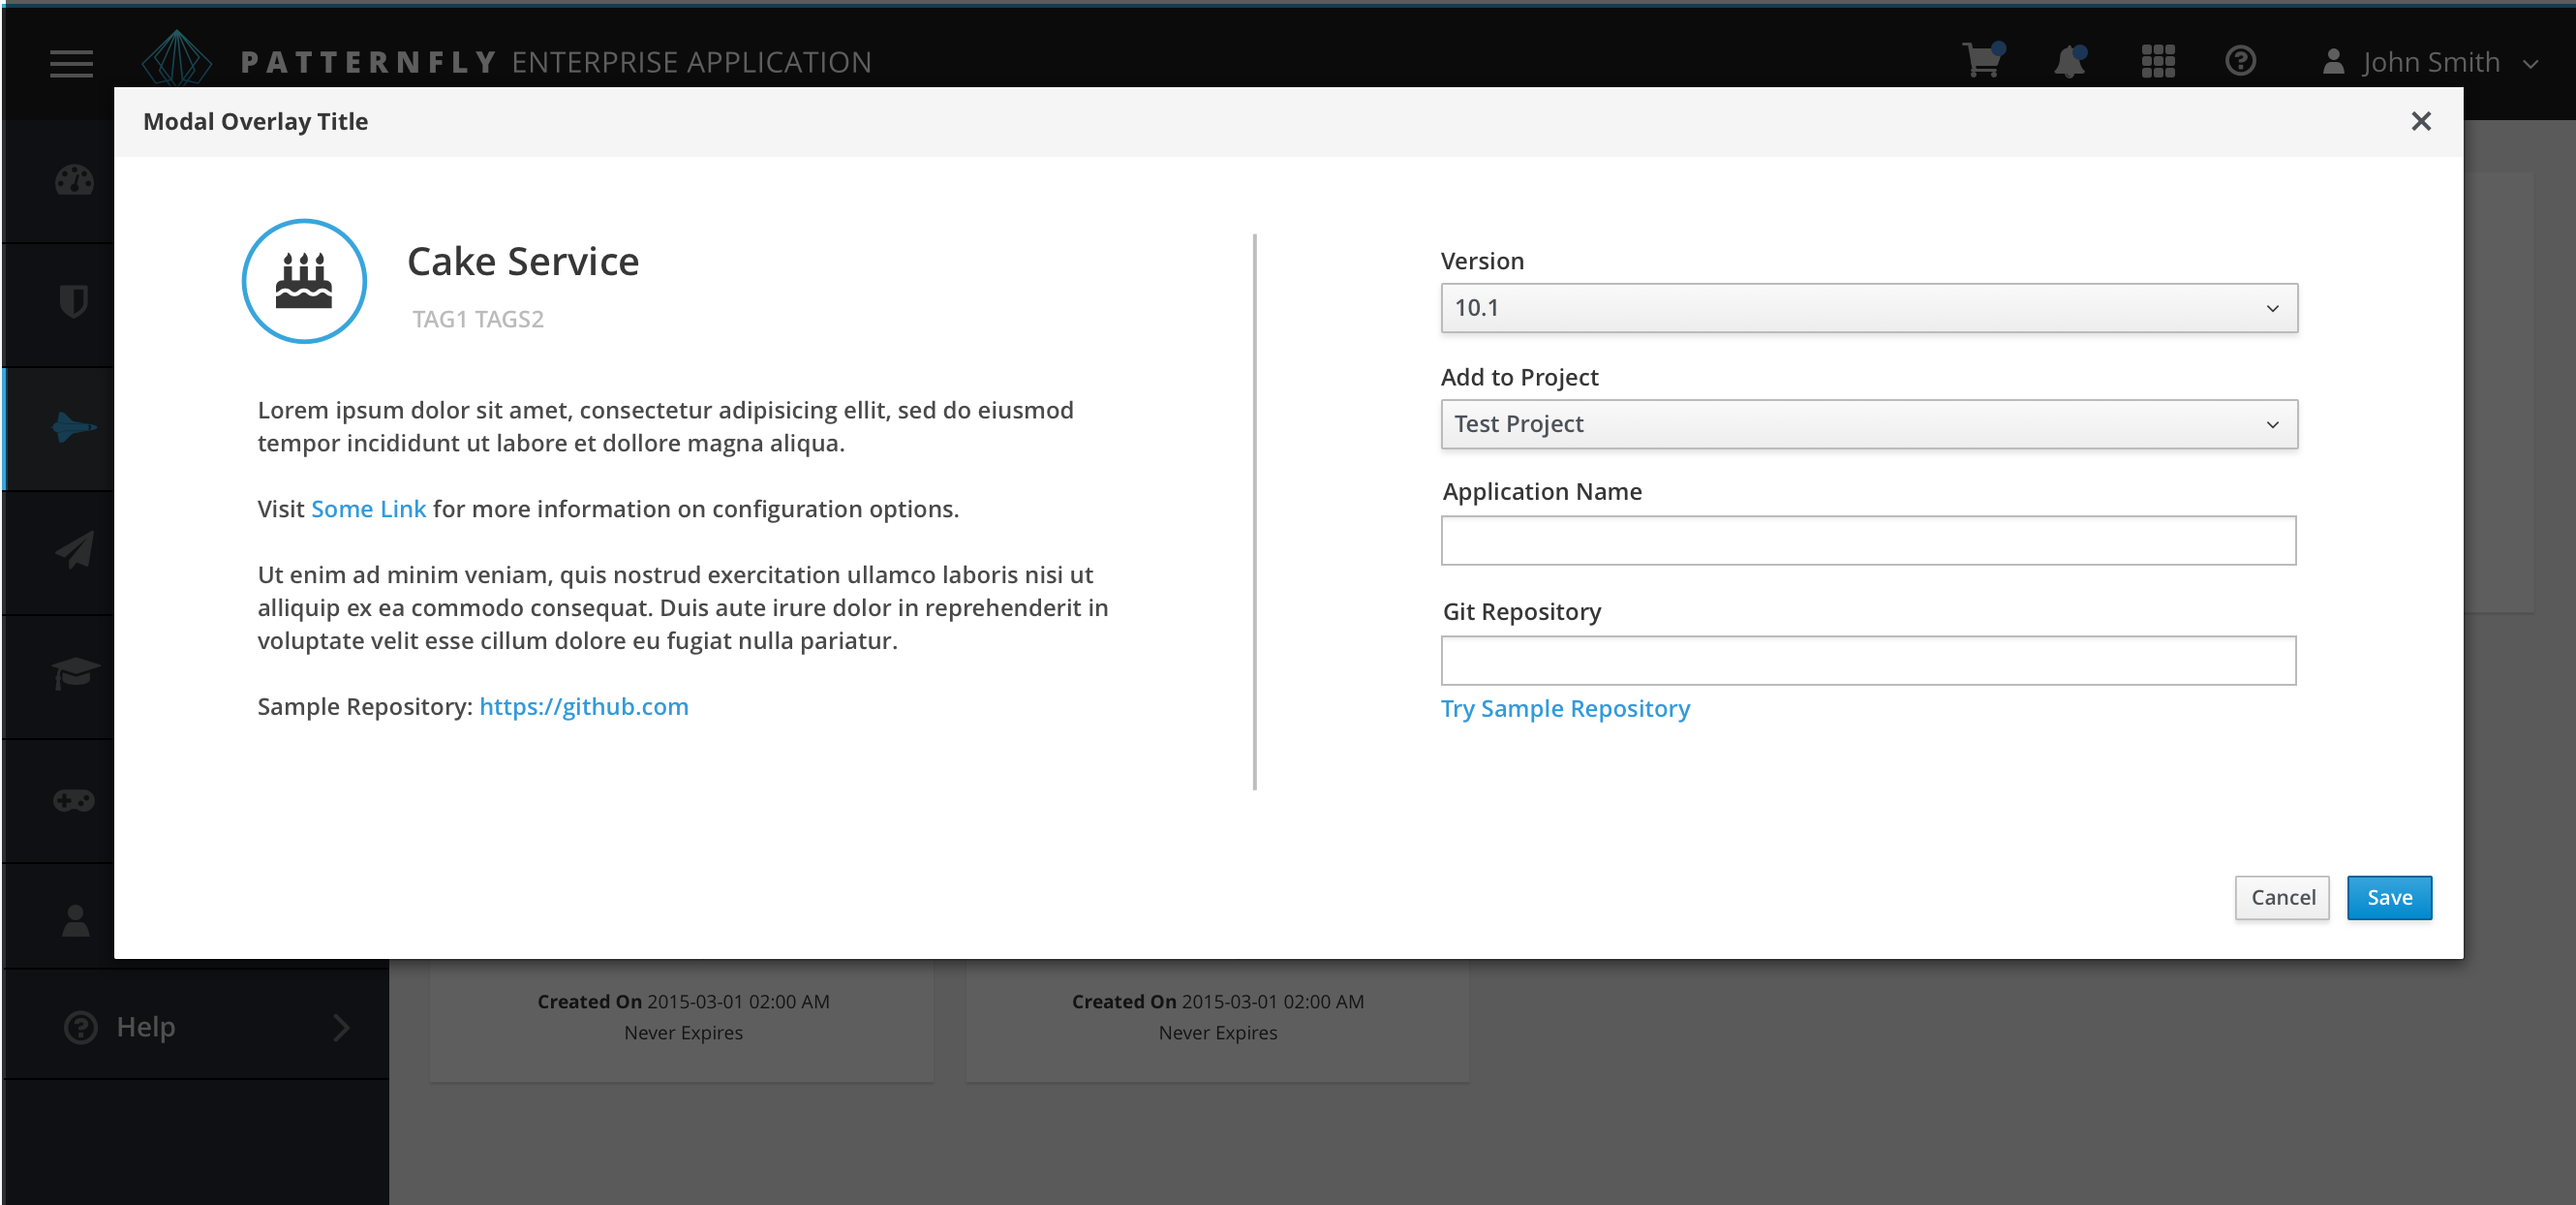 PATTERNFLY ENTERPRISE APPLICATION
John Smith
Modal Overlay Title
Cake Service
TAG1 TAGS2
Lorem ipsum dolor sit amet, consectetur adipisicing ellit, sed do eiusmod
tempor incididunt ut labore et dollore magna aliqua.
Visit Some Link for more information on configuration options.
Ut enim ad minim veniam, quis nostrud exercitation ullamco laboris nisi ut
alliquip ex ea commodo consequat. Duis aute irure dolor in reprehenderit in
voluptate velit esse cillum dolore eu fugiat nulla pariatur.
Sample Repository: https://github.com
Version
10.1
Add to Project
Test Project
Application Name
Git Repository
Try Sample Repository
Cancel
Save
Help
Created On 2015-03-01 02:00 AM
Never Expires
Created On 2015-03-01 02:00 AM
Never Expires